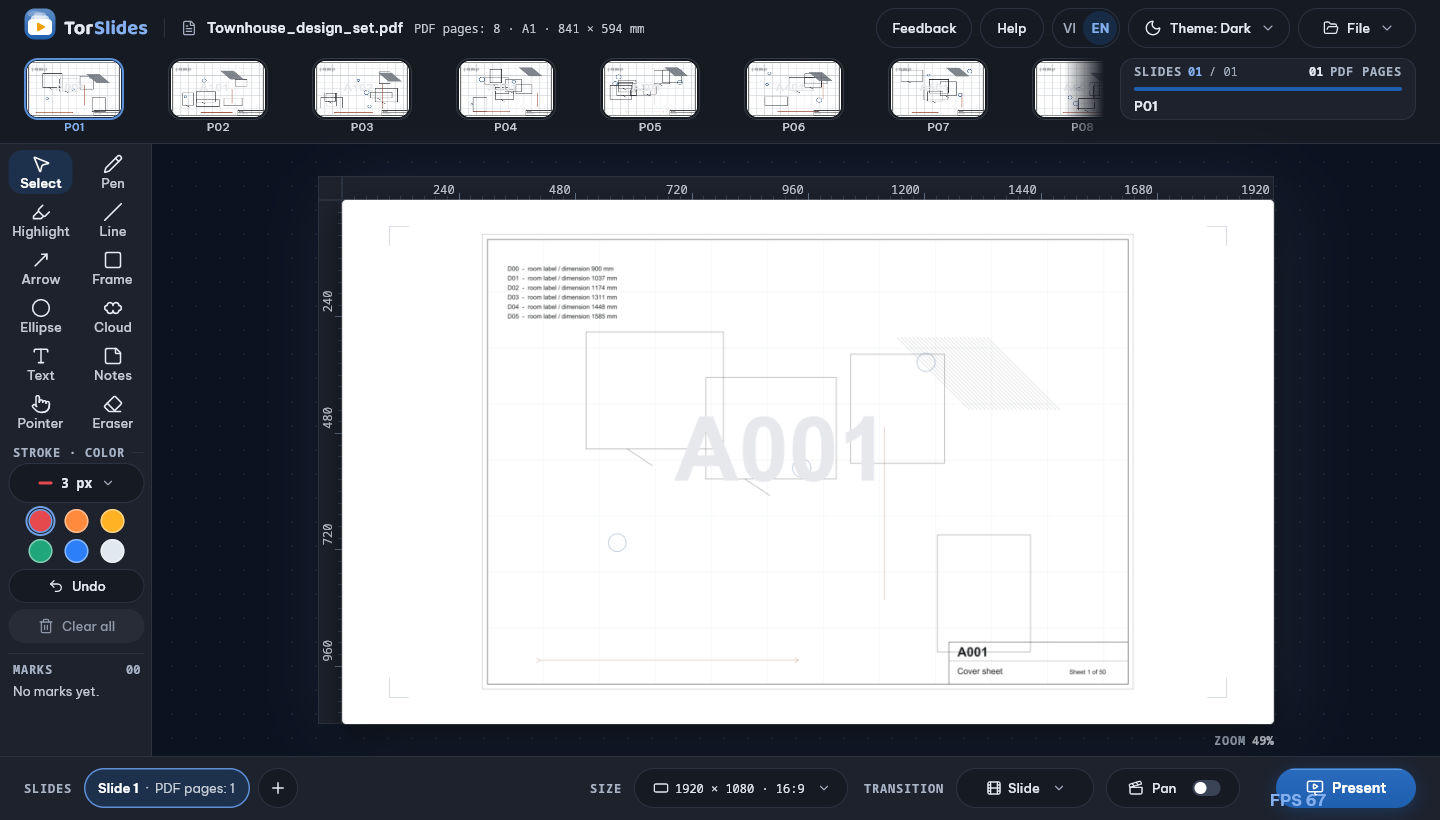 TorSlides
Townhouse_design_set.pdf PDF pages: 8 · A1 · 841 × 594 mm
Feedback
Help
VI EN
Theme: Dark
File
P01 P02 P03 P04 P05 P06 P07 P08
SLIDES 01 / 01 01 PDF PAGES
P01
Select Pen
Highlight Line
Arrow Frame
Ellipse Cloud
Text Notes
Pointer Eraser
STROKE · COLOR
3 px
Undo
Clear all
MARKS 00
No marks yet.
240 480 720 960 1200 1440 1680 1920
240
480
720
960
D00 - room label / dimension 900 mm
D01 - room label / dimension 1037 mm
D02 - room label / dimension 1174 mm
D03 - room label / dimension 1311 mm
D04 - room label / dimension 1448 mm
D05 - room label / dimension 1585 mm
A001
A001
Cover sheet Sheet 1 of 50
ZOOM 49%
SLIDES
Slide 1 · PDF pages: 1
SIZE
1920 × 1080 · 16:9
TRANSITION
Slide
Pan
Present
FPS 67